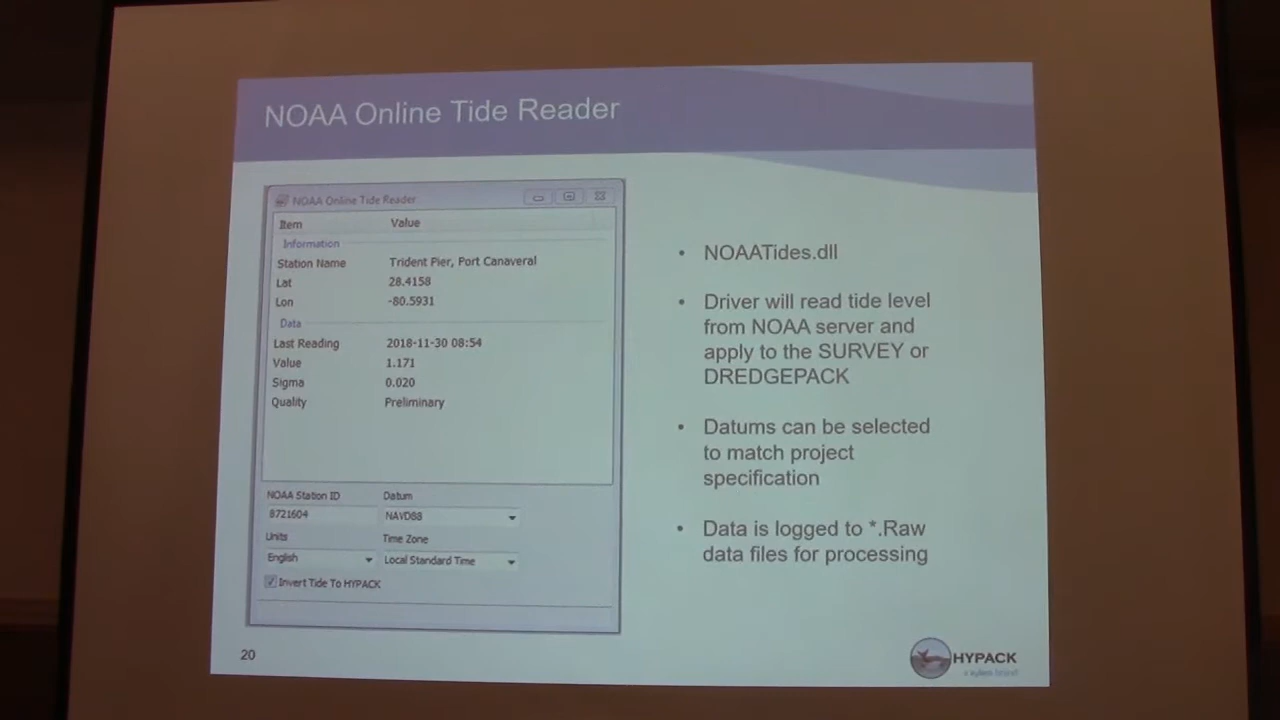 NOAA Online Tide Reader
NOAA Online Tide Reader
Item Value
Information
Station Name Trident Pier, Port Canaveral
Lat 28.4158
Lon -80.5931
Data
Last Reading 2018-11-30 08:54
Value 1.171
Sigma 0.020
Quality Preliminary
NOAA Station ID Datum
8721604 NAVD88
Units Time Zone
English Local Standard Time
Invert Tide To HYPACK
• NOAATides.dll
• Driver will read tide level
from NOAA server and
apply to the SURVEY or
DREDGEPACK
• Datums can be selected
to match project
specification
• Data is logged to *.Raw
data files for processing
20
HYPACK
a xylem brand